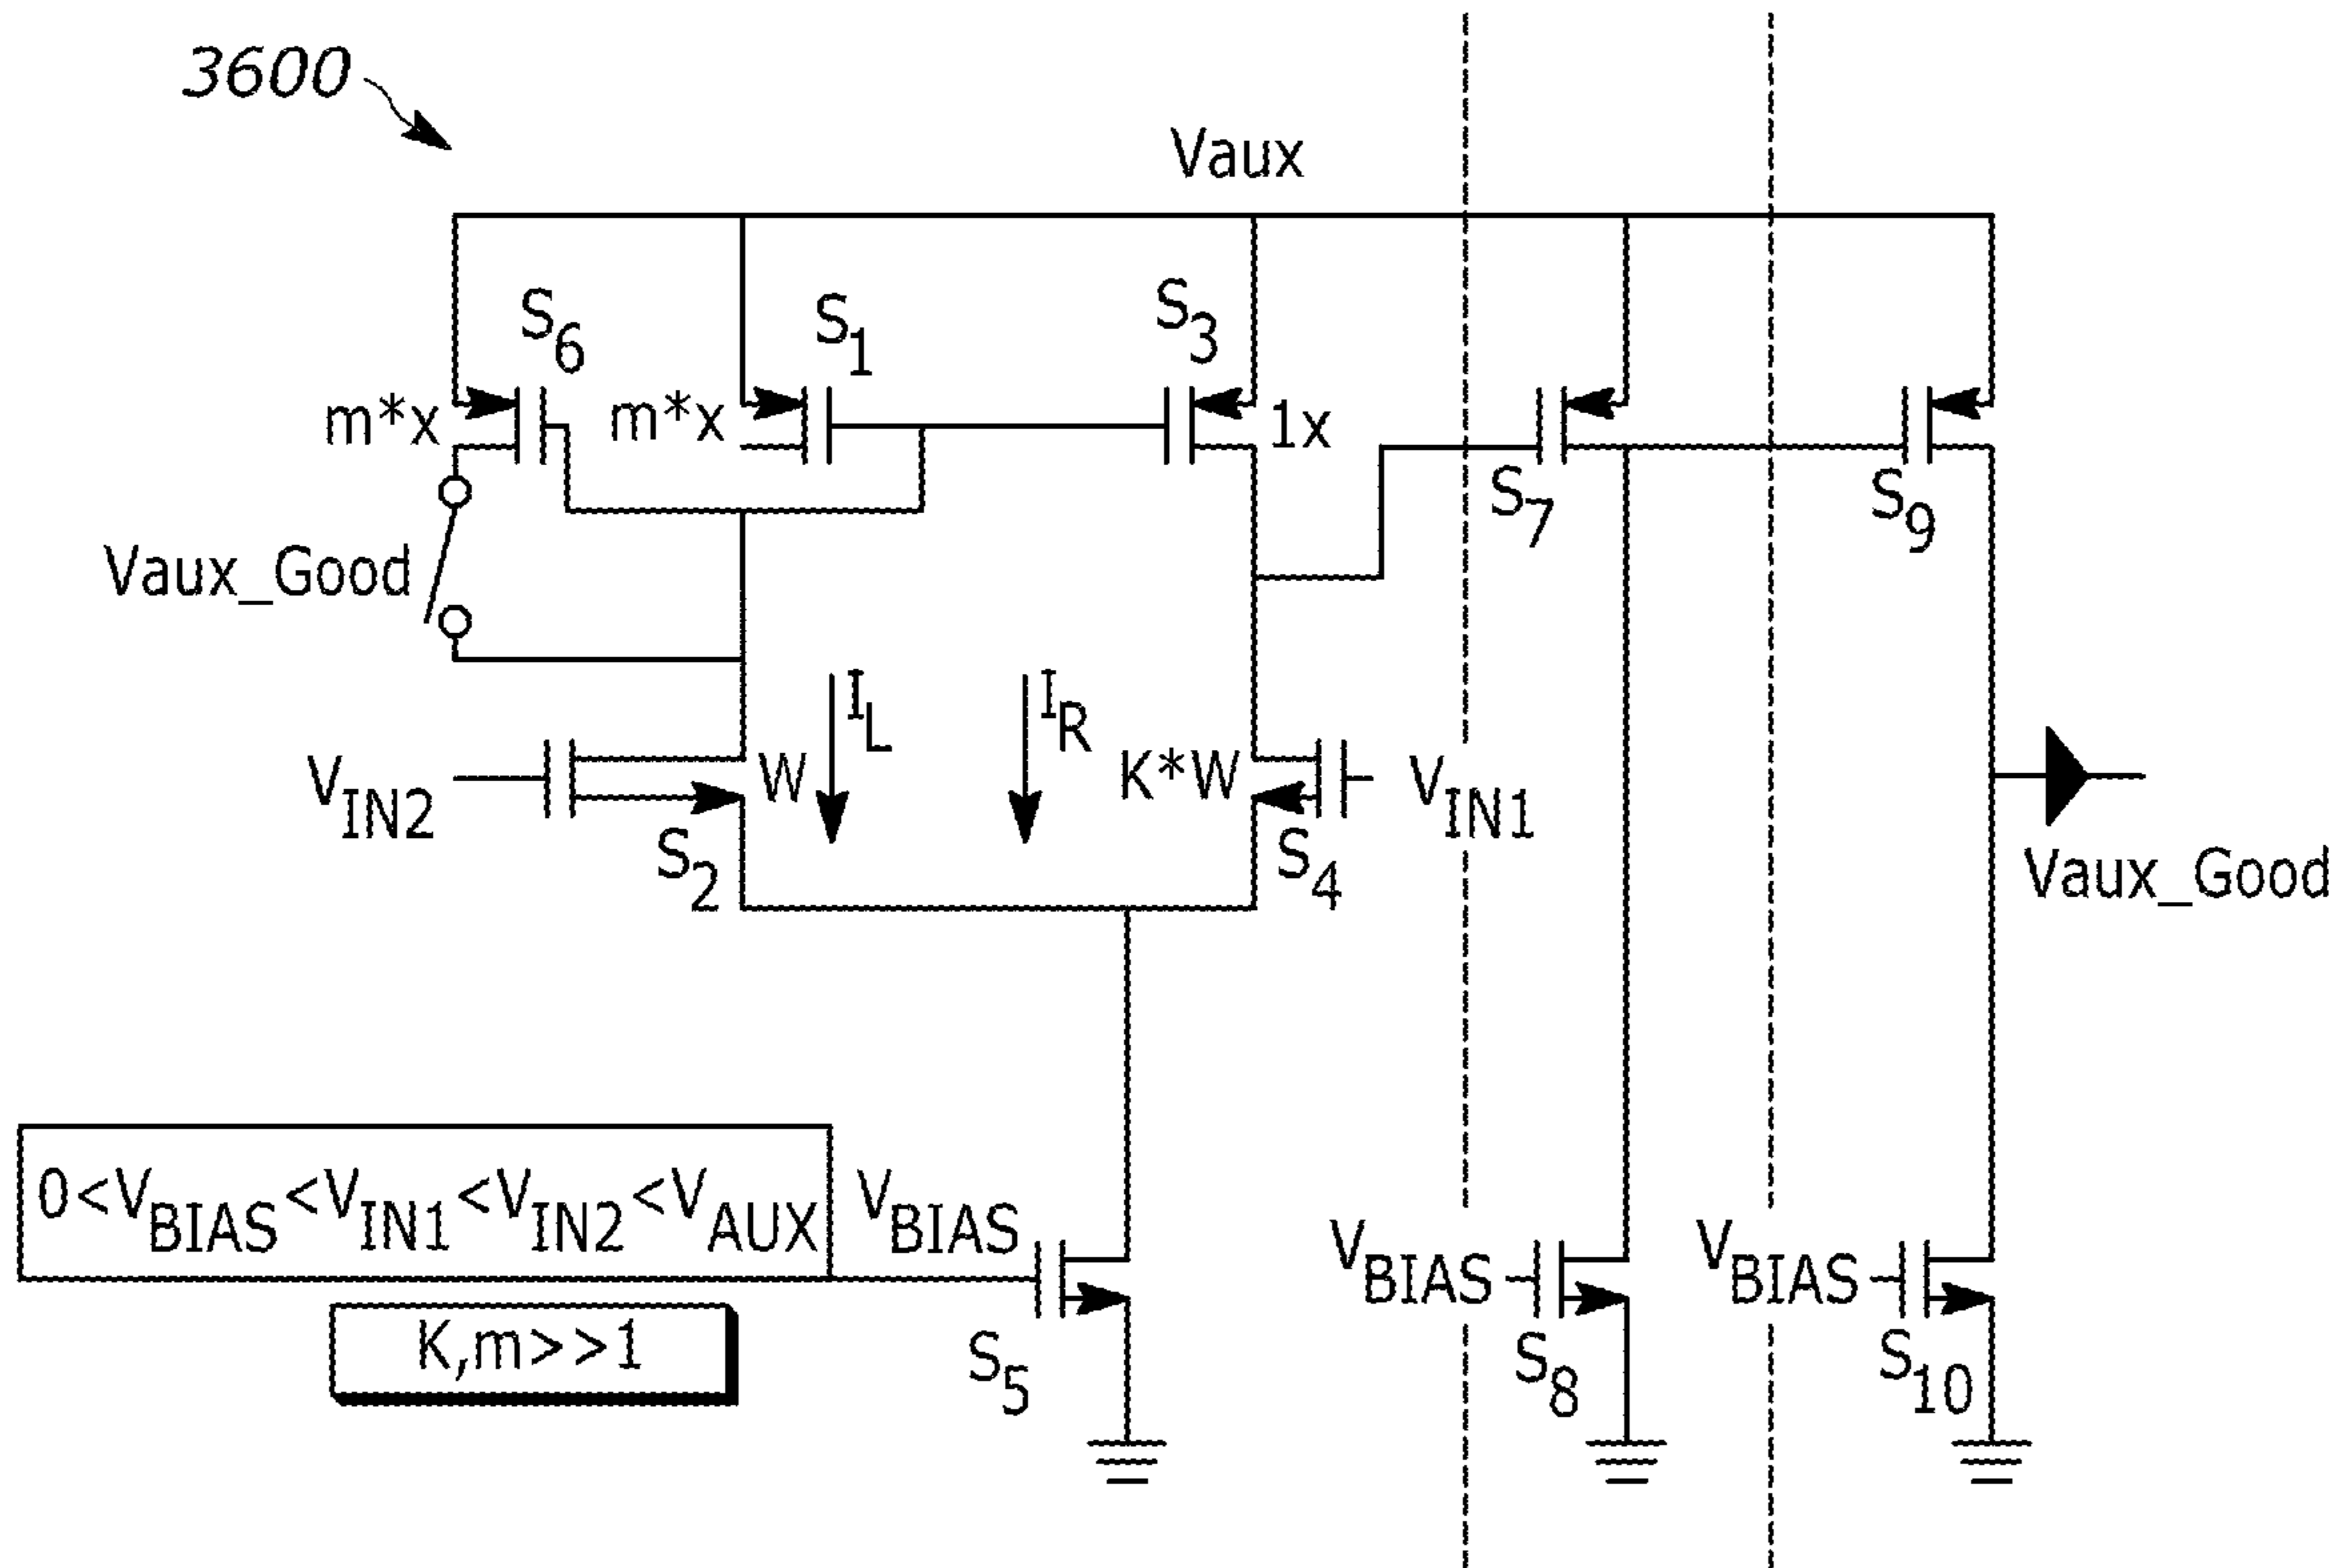 3600
Vaux
S6
S1
S3
m*x
m*x
1x
S7
S9
Vaux_Good
IL
IR
VIN2
W
K*W
VIN1
S2
S4
Vaux_Good
0<VBIAS<VIN1<VIN2<VAUX
VBIAS
VBIAS
VBIAS
K,m>>1
S5
S8
S10